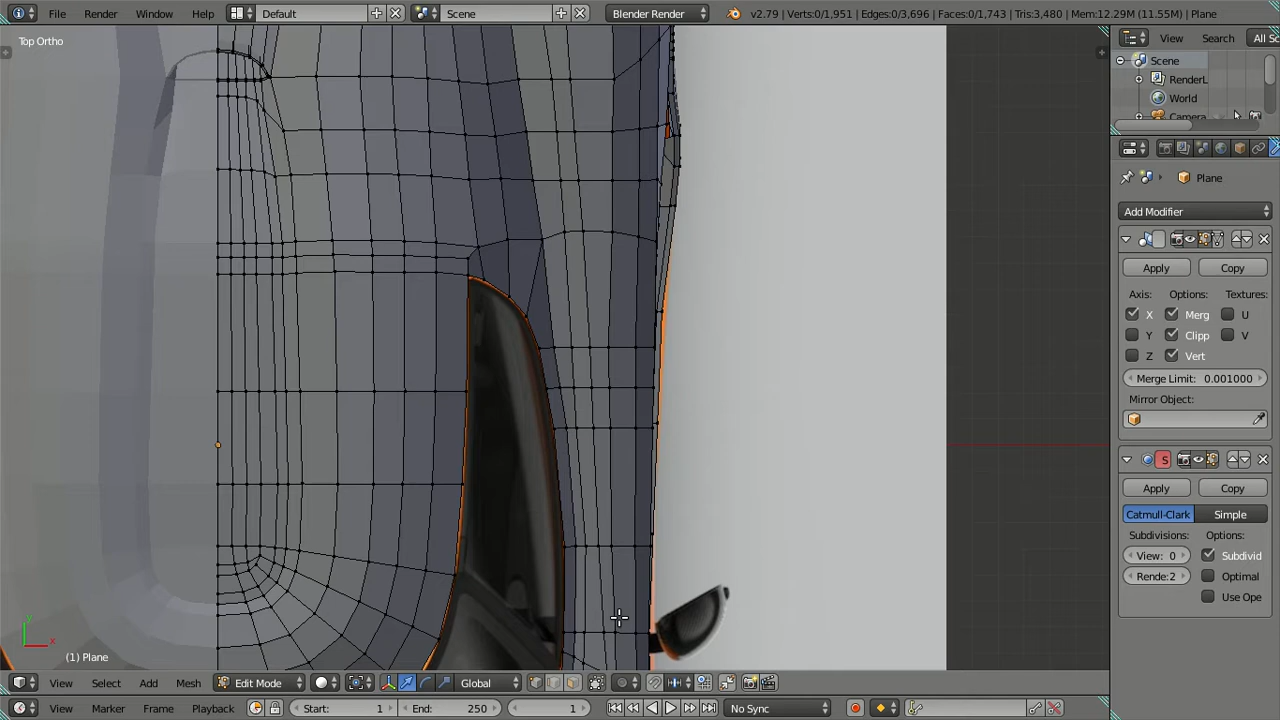 File Render Window Help Default Scene Blender Render v2.79 | Verts:0/1,951 | Edges:0/3,696 | Faces:0/1,743 | Tris:3,480 | Mem:12.29M (11.55M) | Plane
Top Ortho
View Search All Sc
Scene
RenderL
World
Camera
Plane
Add Modifier
Apply Copy
Axis: Options: Textures:
X Merg U
Y Clipp V
Z Vert
Merge Limit: 0.001000
Mirror Object:
S
Apply Copy
Catmull-Clark Simple
Subdivisions: Options:
View: 0 Subdivid
Rende:2 Optimal
Use Ope
y
x
(1) Plane
View Select Add Mesh Edit Mode Global
View Marker Frame Playback Start: 1 End: 250 1 No Sync